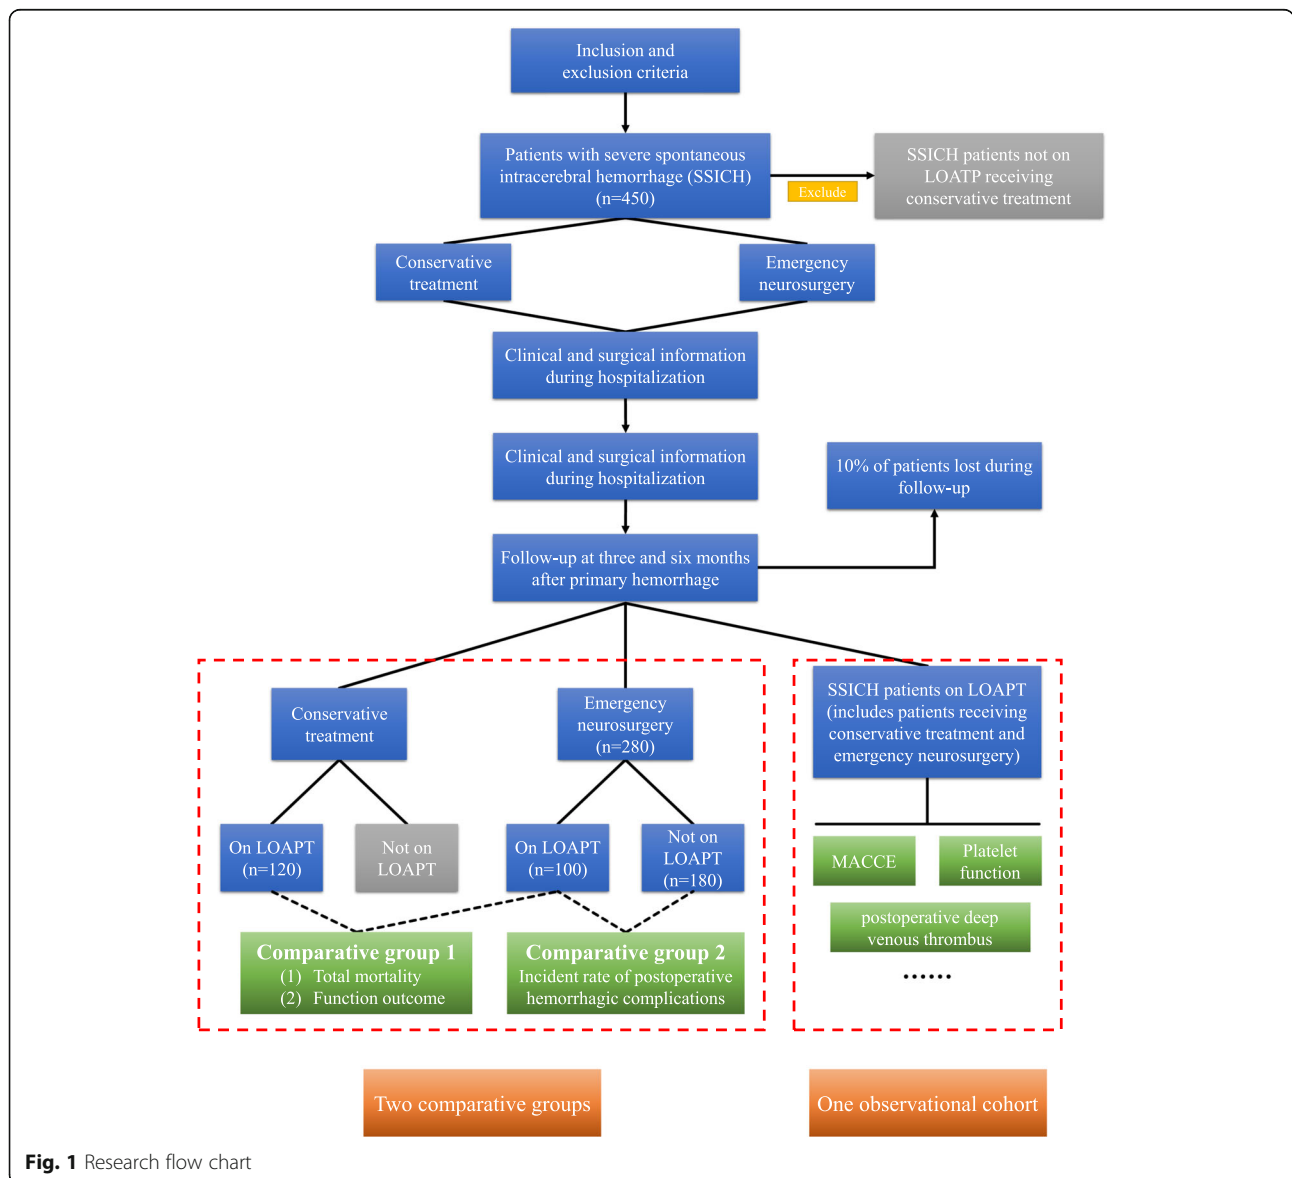 Inclusion and
exclusion criteria
Patients with severe spontaneous
intracerebral hemorrhage (SSICH)
(n=450)
Exclude
SSICH patients not on
LOATP receiving
conservative treatment
Conservative
treatment
Emergency
neurosurgery
Clinical and surgical information
during hospitalization
Clinical and surgical information
during hospitalization
10% of patients lost during
follow-up
Follow-up at three and six months
after primary hemorrhage
Conservative
treatment
Emergency
neurosurgery
(n=280)
SSICH patients on LOAPT
(includes patients receiving
conservative treatment and
emergency neurosurgery)
On LOAPT
(n=120)
Not on
LOAPT
On LOAPT
(n=100)
Not on
LOAPT
(n=180)
MACCE
Platelet
function
postoperative deep
venous thrombus
......
Comparative group 1
(1) Total mortality
(2) Function outcome
Comparative group 2
Incident rate of postoperative
hemorrhagic complications
Two comparative groups
One observational cohort
Fig. 1 Research flow chart